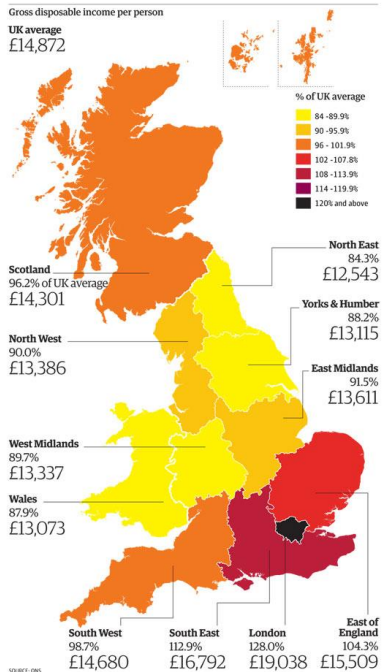 Gross disposable income per person
UK average
£14,872
% of UK average
84 -89.9%
90 -95.9%
96 - 101.9%
102 -107.8%
108 -113.9%
114 -119.9%
120% and above
North East
84.3%
£12,543
Scotland
96.2% of UK average
£14,301
Yorks & Humber
88.2%
£13,115
North West
90.0%
£13,386
East Midlands
91.5%
£13,611
West Midlands
89.7%
£13,337
Wales
87.9%
£13,073
South West
98.7%
£14,680
South East
112.9%
£16,792
London
128.0%
£19,038
East of
England
104.3%
£15,509
SOURCE: ONS